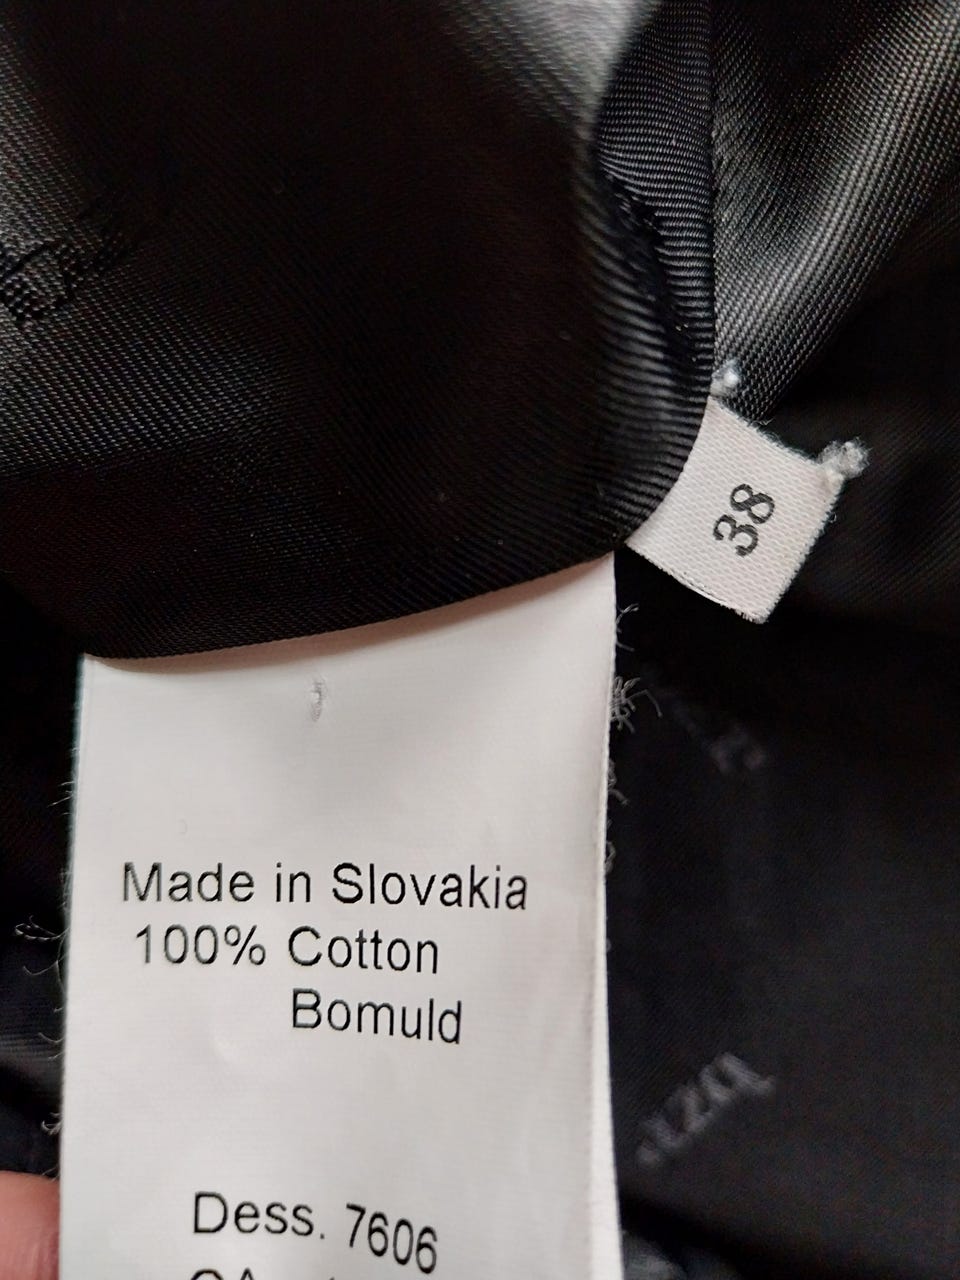 38
Made in Slovakia
100% Cotton
Bomuld
Dess. 7606